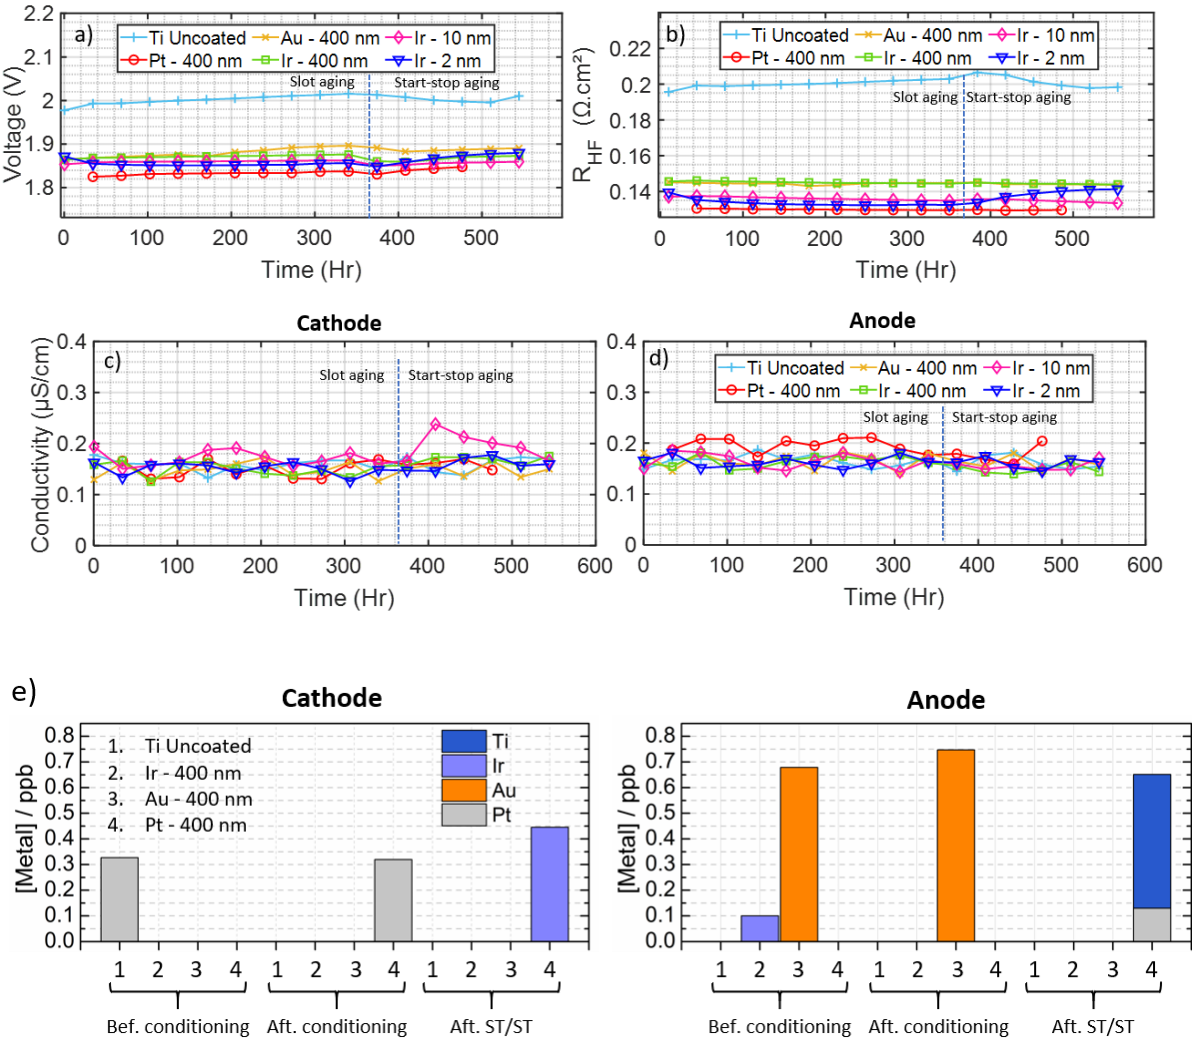 a)
Voltage (V)
2.2
2.1
2
1.9
1.8
Ti Uncoated Au - 400 nm Ir - 10 nm
Pt - 400 nm Ir - 400 nm Ir - 2 nm
Slot aging Start-stop aging
0 100 200 300 400 500
Time (Hr)
b)
R_HF (Ω.cm²)
0.22
0.2
0.18
0.16
0.14
Ti Uncoated Au - 400 nm Ir - 10 nm
Pt - 400 nm Ir - 400 nm Ir - 2 nm
Slot aging Start-stop aging
0 100 200 300 400 500
Time (Hr)
Cathode
c)
Conductivity (µS/cm)
0.4
0.3
0.2
0.1
0
Slot aging Start-stop aging
0 100 200 300 400 500 600
Time (Hr)
Anode
d)
0.4
0.3
0.2
0.1
0
Ti Uncoated Au - 400 nm Ir - 10 nm
Pt - 400 nm Ir - 400 nm Ir - 2 nm
Slot aging Start-stop aging
0 100 200 300 400 500 600
Time (Hr)
e)
Cathode
[Metal] / ppb
0.8
0.7
0.6
0.5
0.4
0.3
0.2
0.1
0.0
1. Ti Uncoated
2. Ir - 400 nm
3. Au - 400 nm
4. Pt - 400 nm
Ti
Ir
Au
Pt
1 2 3 4 1 2 3 4 1 2 3 4
Bef. conditioning Aft. conditioning Aft. ST/ST
Anode
[Metal] / ppb
0.8
0.7
0.6
0.5
0.4
0.3
0.2
0.1
0.0
1 2 3 4 1 2 3 4 1 2 3 4
Bef. conditioning Aft. conditioning Aft. ST/ST